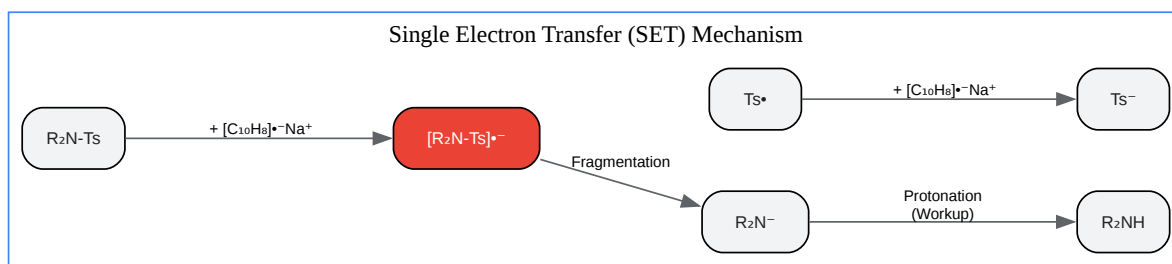 Single Electron Transfer (SET) Mechanism
R₂N-Ts
+ [C₁₀H₈]•⁻Na⁺
[R₂N-Ts]•⁻
Fragmentation
Ts•
+ [C₁₀H₈]•⁻Na⁺
Ts⁻
R₂N⁻
Protonation
(Workup)
R₂NH